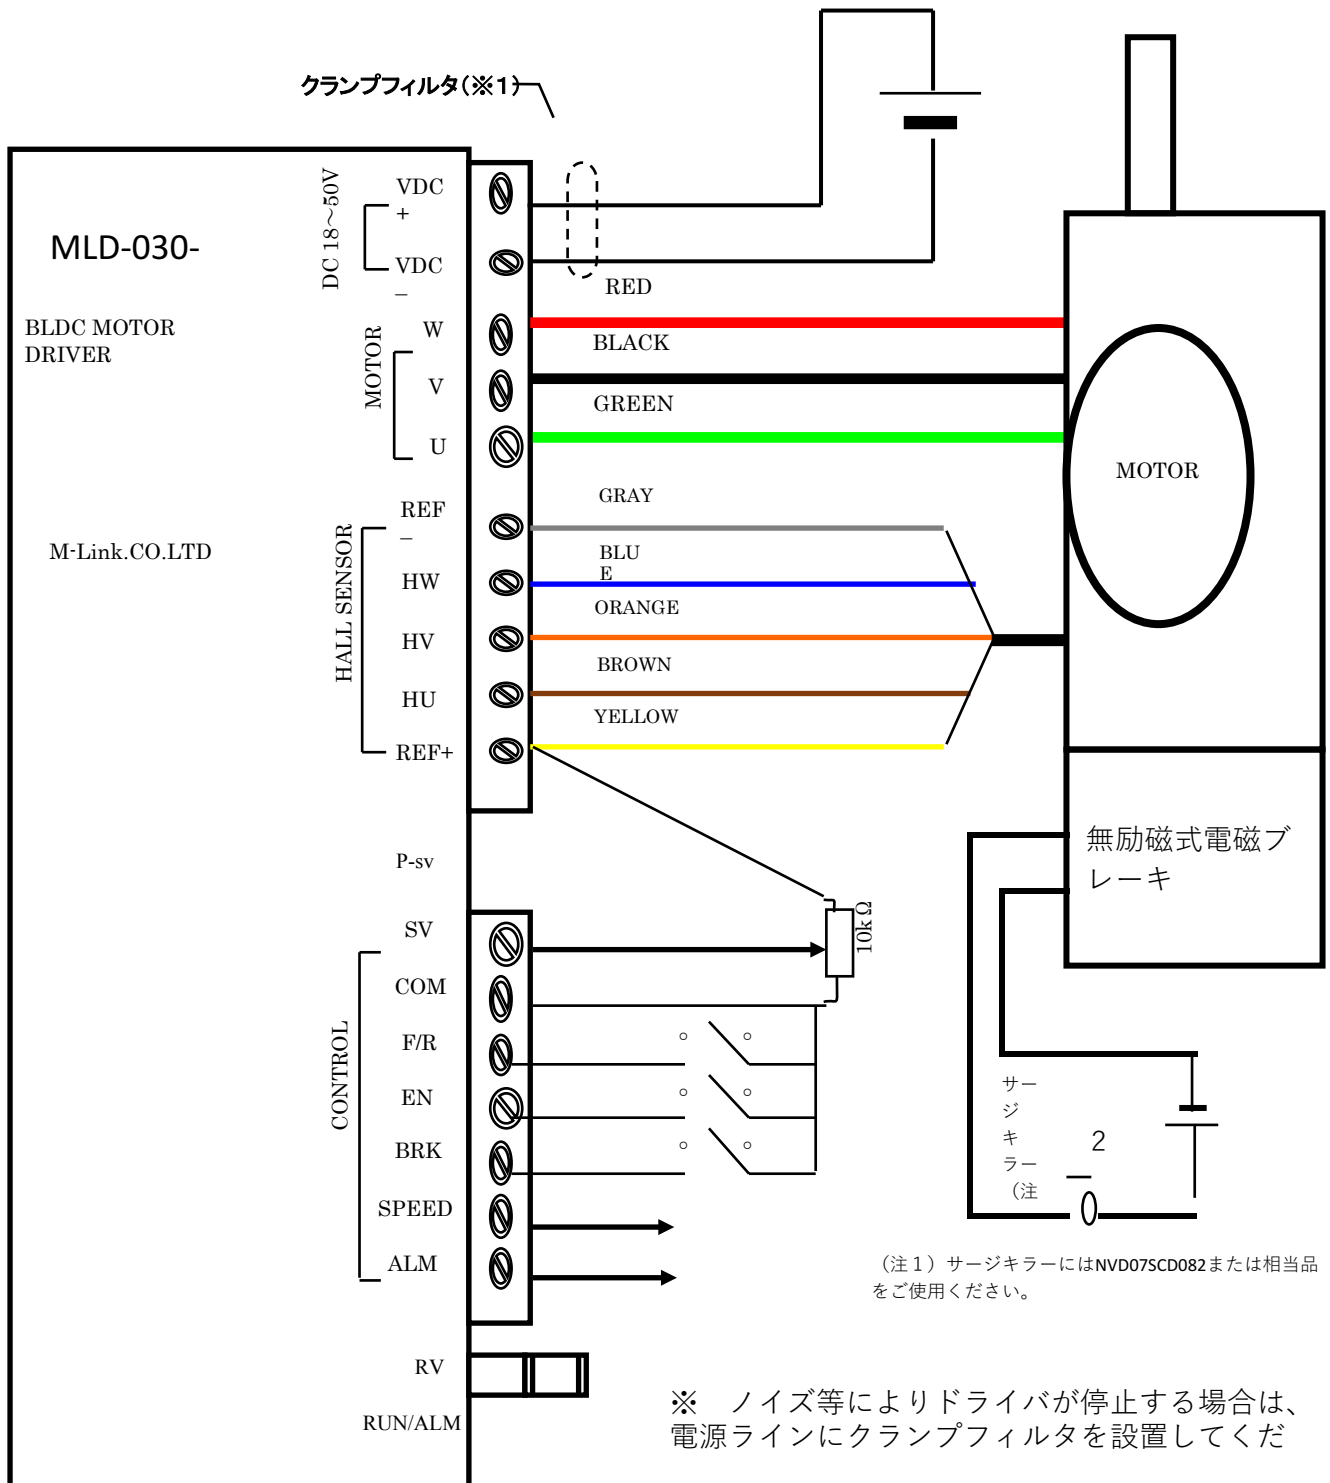 クランプフィルタ(※1)
DC 18～50V
VDC
+
VDC
－
MLD-030-
BLDC MOTOR
DRIVER
MOTOR
W
V
U
RED
BLACK
GREEN
MOTOR
M-Link.CO.LTD
HALL SENSOR
REF
－
HW
HV
HU
REF+
GRAY
BLU
E
ORANGE
BROWN
YELLOW
無励磁式電磁ブ
レーキ
P-sv
10kΩ
CONTROL
SV
COM
F/R
EN
BRK
SPEED
ALM
サー
ジ
キ
ラー
（注
2
（注１）サージキラーにはNVD07SCD082または相当品
をご使用ください。
RV
RUN/ALM
※　ノイズ等によりドライバが停止する場合は、
電源ラインにクランプフィルタを設置してくだ